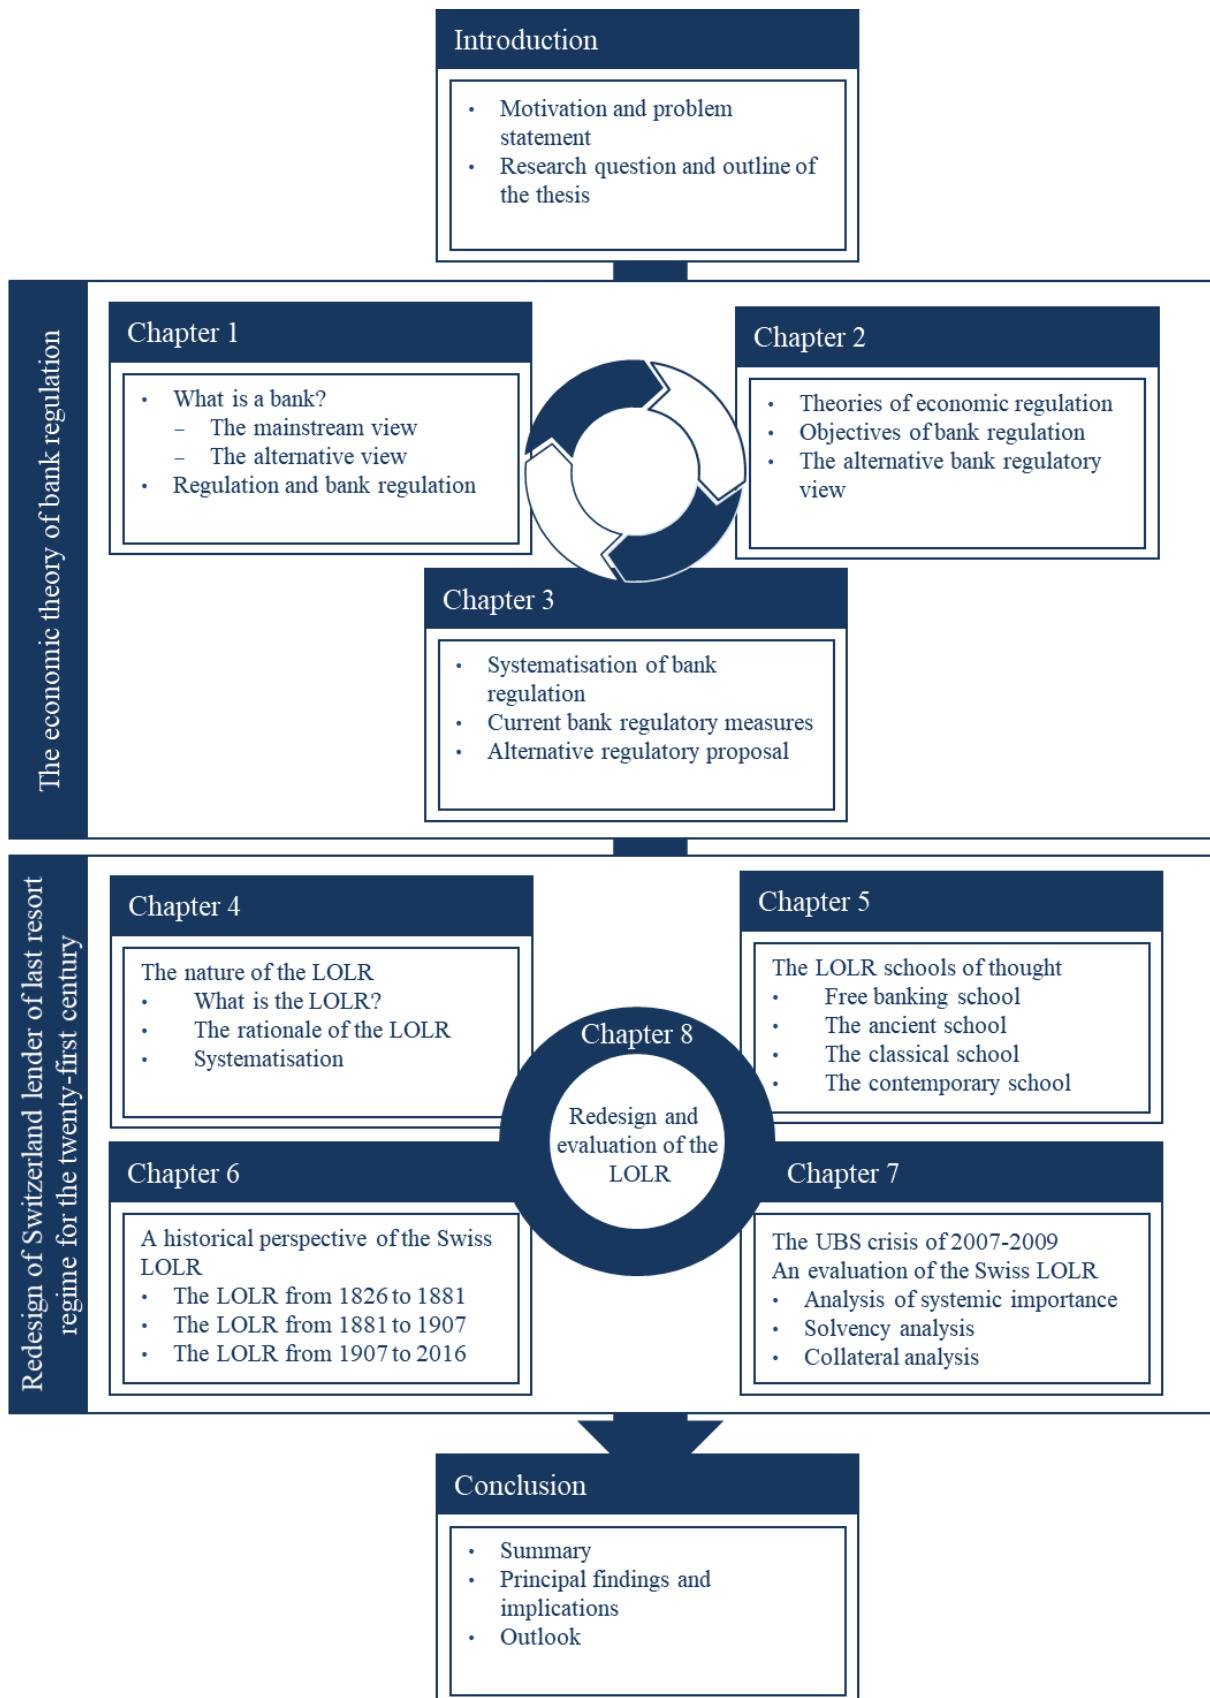 Introduction
• Motivation and problem
statement
• Research question and outline of
the thesis
The economic theory of bank regulation
Chapter 1
• What is a bank?
– The mainstream view
– The alternative view
• Regulation and bank regulation
Chapter 2
• Theories of economic regulation
• Objectives of bank regulation
• The alternative bank regulatory
view
Chapter 3
• Systematisation of bank
regulation
• Current bank regulatory measures
• Alternative regulatory proposal
Redesign of Switzerland lender of last resort
regime for the twenty-first century
Chapter 4
The nature of the LOLR
• What is the LOLR?
• The rationale of the LOLR
• Systematisation
Chapter 5
The LOLR schools of thought
• Free banking school
• The ancient school
• The classical school
• The contemporary school
Chapter 8
Redesign and
evaluation of the
LOLR
Chapter 6
A historical perspective of the Swiss
LOLR
• The LOLR from 1826 to 1881
• The LOLR from 1881 to 1907
• The LOLR from 1907 to 2016
Chapter 7
The UBS crisis of 2007-2009
An evaluation of the Swiss LOLR
• Analysis of systemic importance
• Solvency analysis
• Collateral analysis
Conclusion
• Summary
• Principal findings and
implications
• Outlook